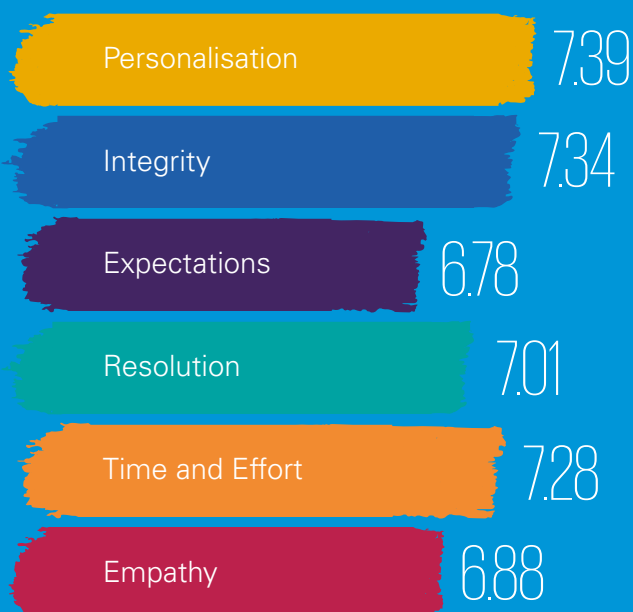 Personalisation 7.39
Integrity 7.34
Expectations 6.78
Resolution 7.01
Time and Effort 7.28
Empathy 6.88